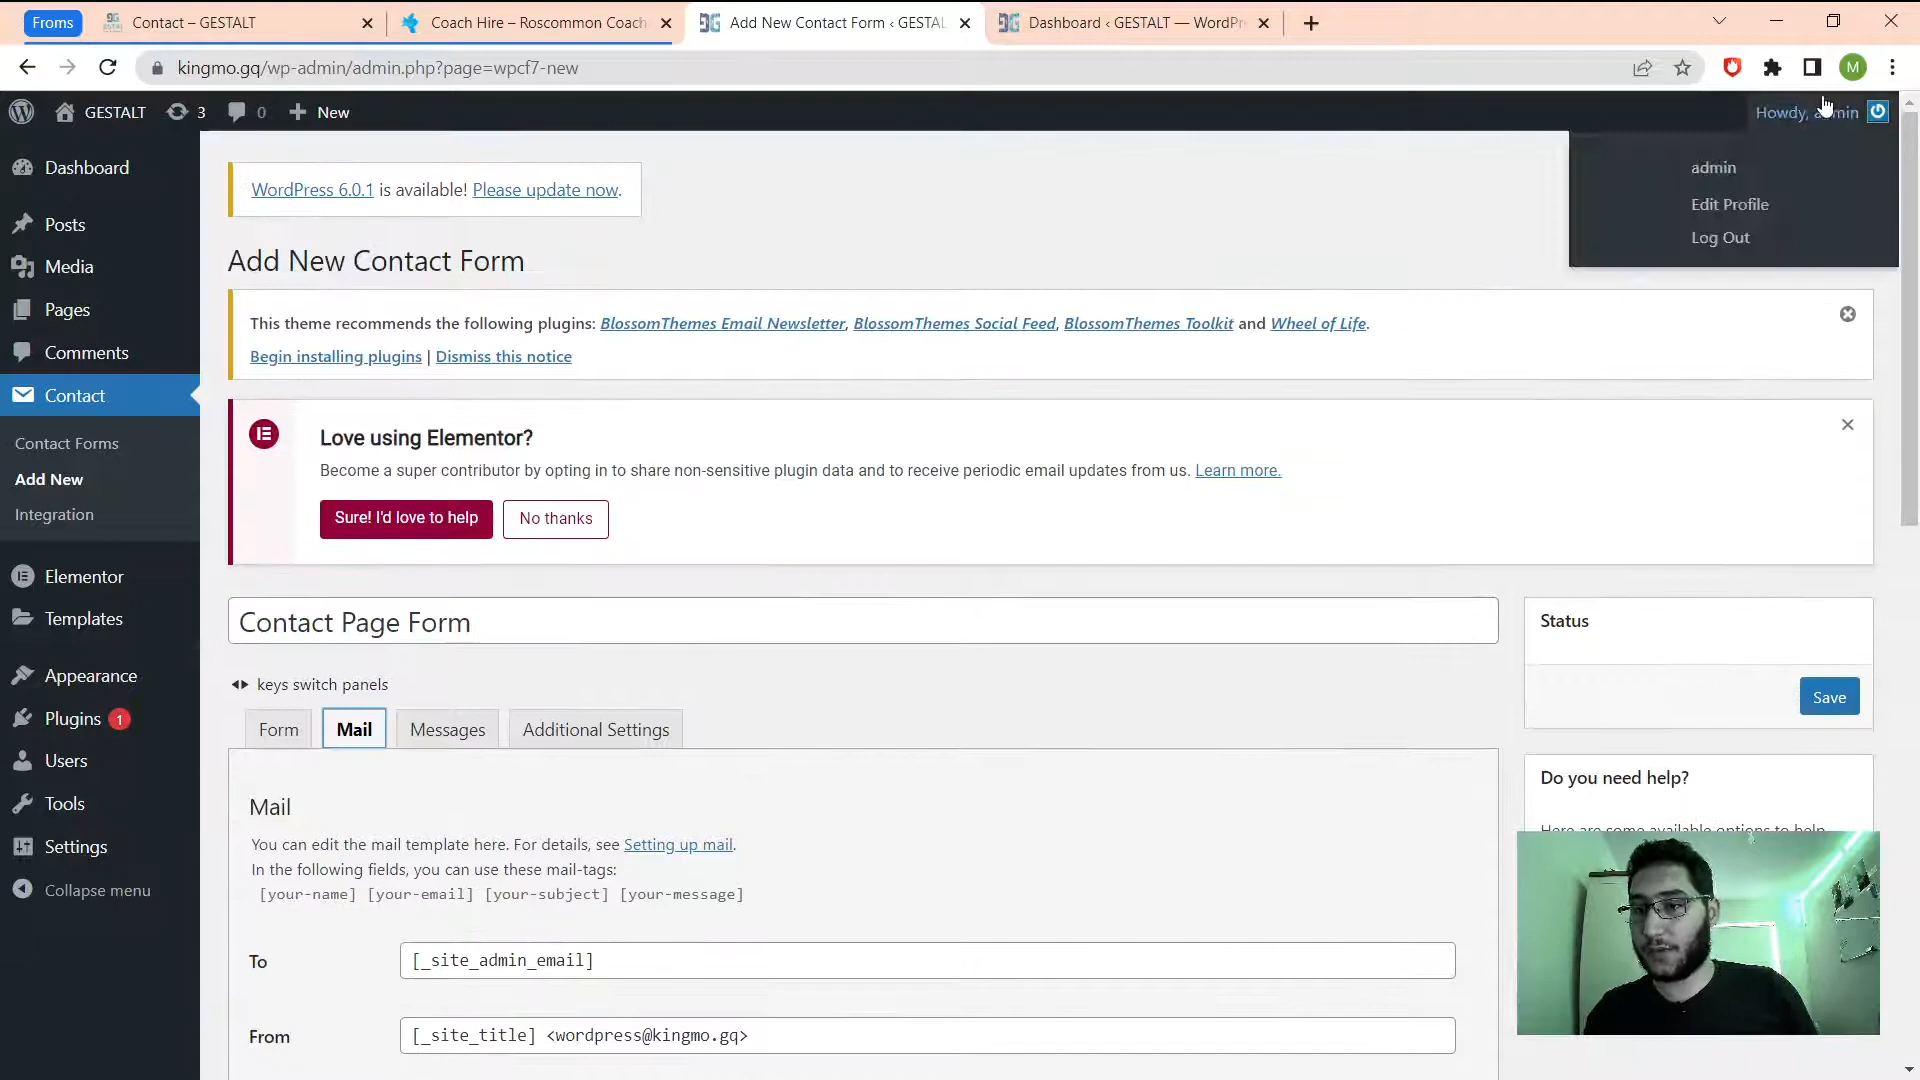 Froms
Contact – GESTALT
Coach Hire – Roscommon Coach
Add New Contact Form ‹ GESTAL
Dashboard ‹ GESTALT — WordPr
kingmo.gq/wp-admin/admin.php?page=wpcf7-new
M
GESTALT
3
0
New
Howdy, admin
admin
Edit Profile
Log Out
Dashboard
Posts
Media
Pages
Comments
Contact
Contact Forms
Add New
Integration
Elementor
Templates
Appearance
Plugins 1
Users
Tools
Settings
Collapse menu
WordPress 6.0.1 is available! Please update now.
Add New Contact Form
This theme recommends the following plugins: BlossomThemes Email Newsletter, BlossomThemes Social Feed, BlossomThemes Toolkit and Wheel of Life.
Begin installing plugins | Dismiss this notice
Love using Elementor?
Become a super contributor by opting in to share non-sensitive plugin data and to receive periodic email updates from us. Learn more.
Sure! I'd love to help
No thanks
Contact Page Form
keys switch panels
Form
Mail
Messages
Additional Settings
Mail
You can edit the mail template here. For details, see Setting up mail.
In the following fields, you can use these mail-tags:
[your-name] [your-email] [your-subject] [your-message]
To
[_site_admin_email]
From
[_site_title] <wordpress@kingmo.gq>
Status
Save
Do you need help?
Here are some available options to help